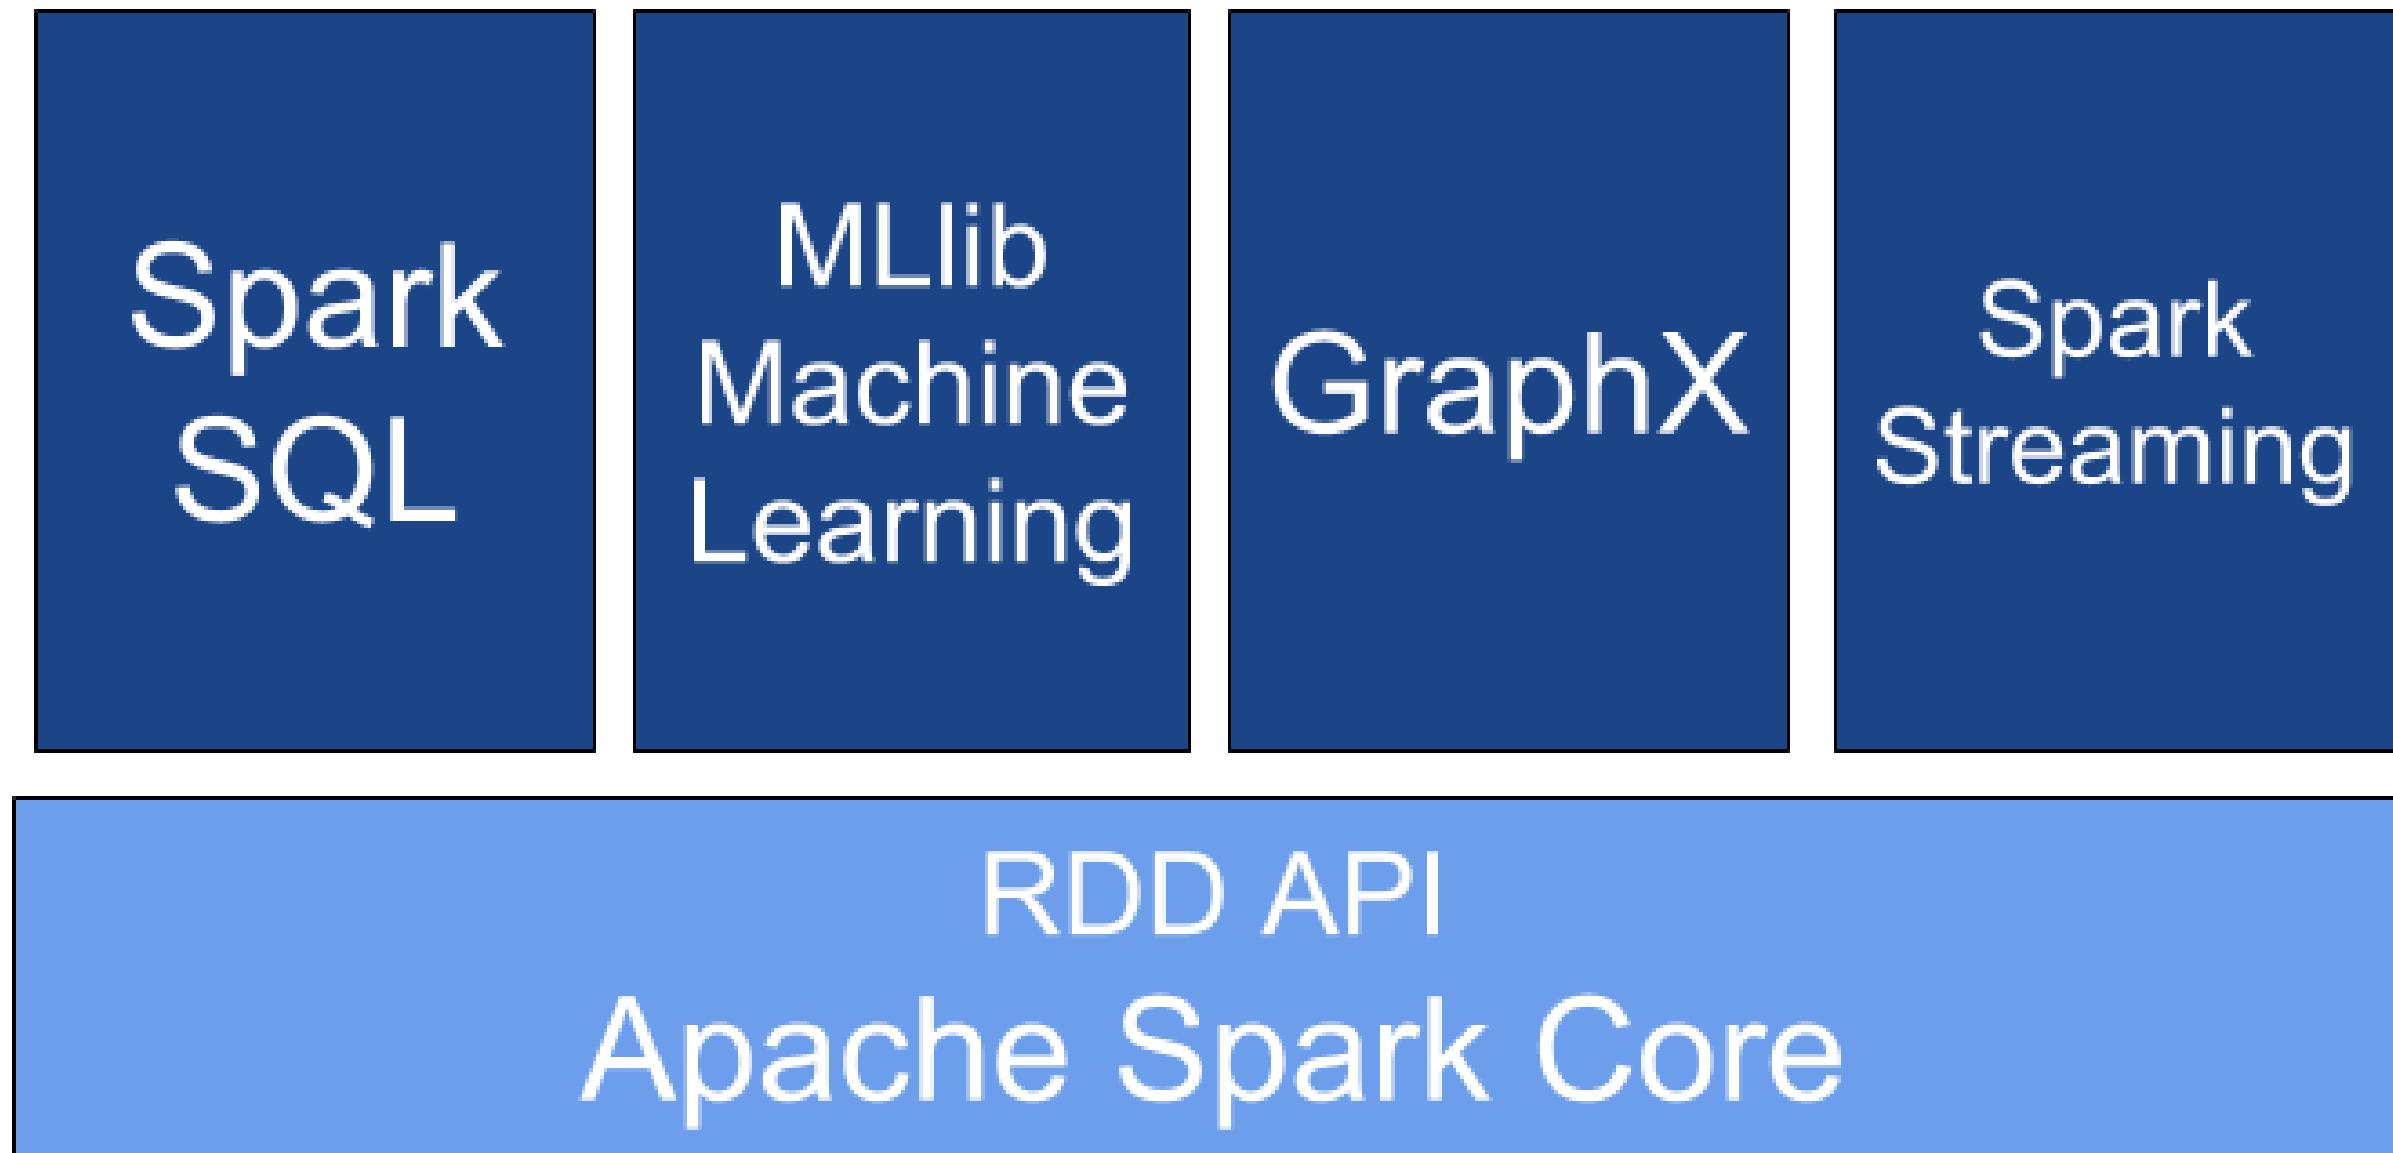 Spark
SQL
MLlib
Machine
Learning
GraphX
Spark
Streaming
RDD API
Apache Spark Core